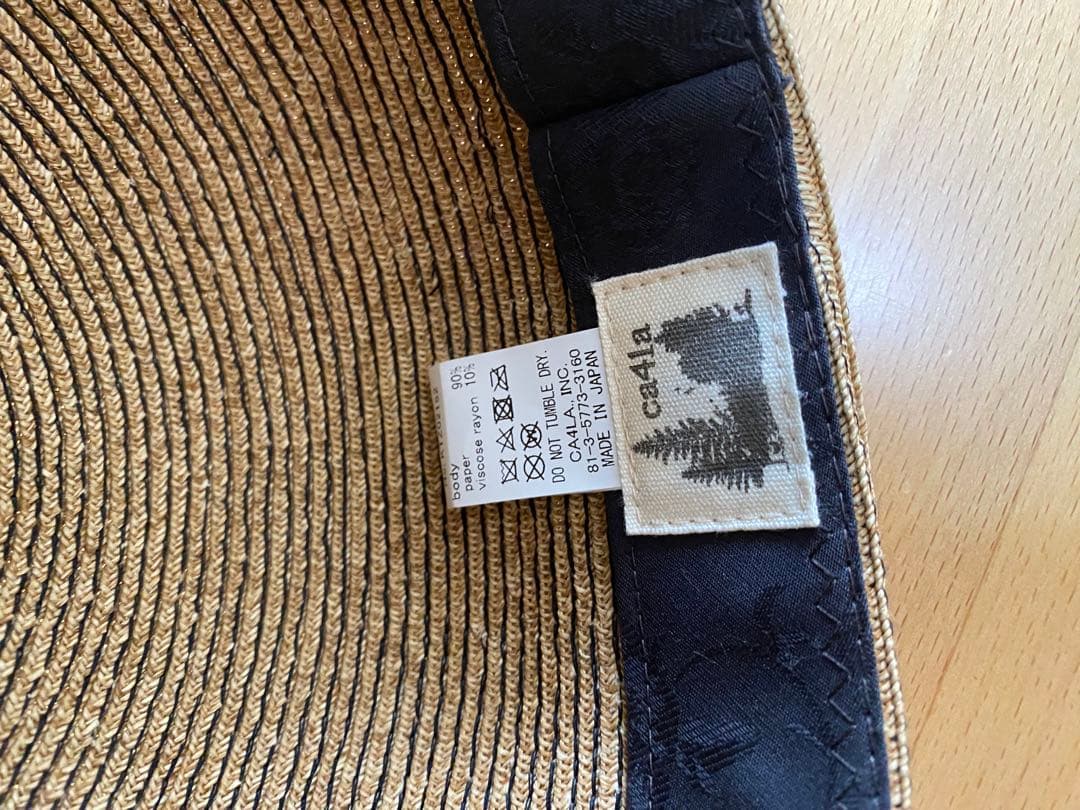 body
paper 90%
viscose rayon 10%
DO NOT TUMBLE DRY.
CA4LA., INC.
81-3-5773-3160
MADE IN JAPAN
ca4la